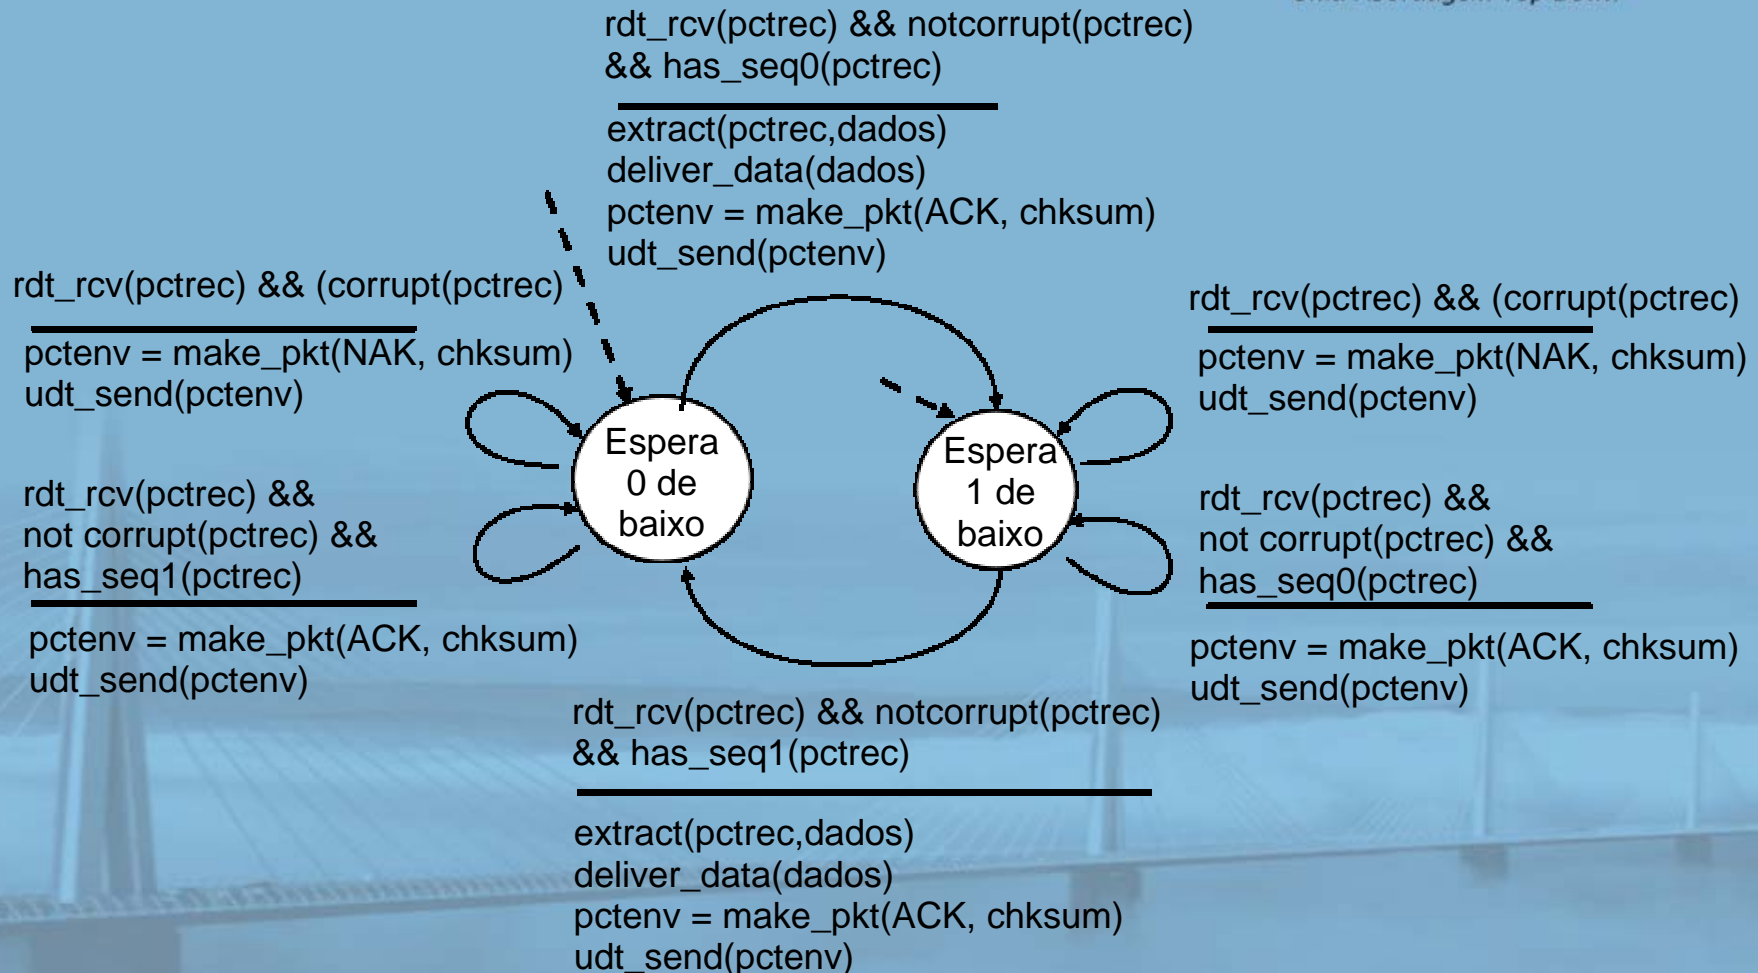 rdt_rcv(pctrec) && notcorrupt(pctrec)
&& has_seq0(pctrec)
extract(pctrec,dados)
deliver_data(dados)
pctenv = make_pkt(ACK, chksum)
udt_send(pctenv)
rdt_rcv(pctrec) && (corrupt(pctrec)
pctenv = make_pkt(NAK, chksum)
udt_send(pctenv)
rdt_rcv(pctrec) &&
not corrupt(pctrec) &&
has_seq1(pctrec)
pctenv = make_pkt(ACK, chksum)
udt_send(pctenv)
Espera
0 de
baixo
Espera
1 de
baixo
rdt_rcv(pctrec) && (corrupt(pctrec)
pctenv = make_pkt(NAK, chksum)
udt_send(pctenv)
rdt_rcv(pctrec) &&
not corrupt(pctrec) &&
has_seq0(pctrec)
pctenv = make_pkt(ACK, chksum)
udt_send(pctenv)
rdt_rcv(pctrec) && notcorrupt(pctrec)
&& has_seq1(pctrec)
extract(pctrec,dados)
deliver_data(dados)
pctenv = make_pkt(ACK, chksum)
udt_send(pctenv)